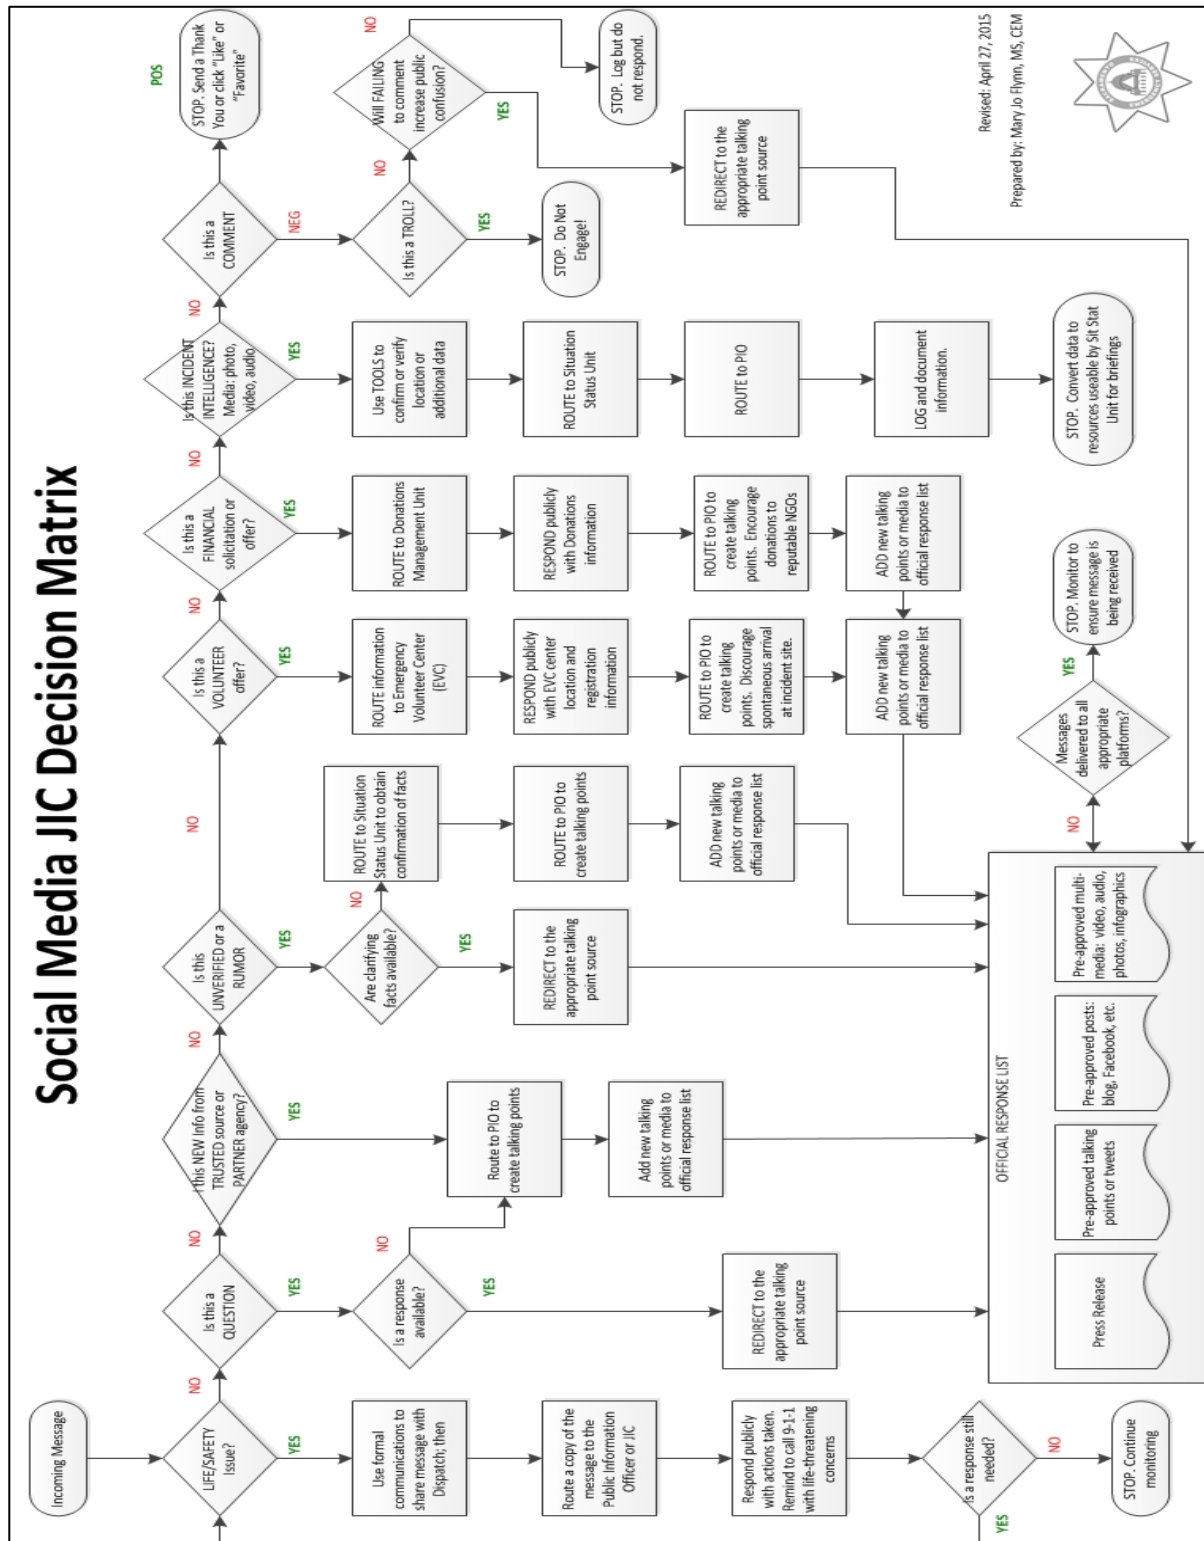 Social Media JIC Decision Matrix
Incoming Message
LIFE/SAFETY
Issue?
NO
YES
Use formal
communications to
share message with
Dispatch; then
Route a copy of the
message to the
Public Information
Officer or JIC
Respond publicly
with actions taken.
Remind to call 9-1-1
with life-threatening
concerns
Is a response still
needed?
YES
NO
STOP. Continue
monitoring
Is this a
QUESTION
NO
YES
Is a response
available?
NO
YES
REDIRECT to the
appropriate talking
point source
I this NEW Info from
TRUSTED source or
PARTNER agency?
NO
YES
Route to PIO to
create talking points
Add new talking
points or media to
official response list
Is this
UNVERIFIED or a
RUMOR
NO
YES
Are clarifying
facts available?
NO
YES
REDIRECT to the
appropriate talking
point source
ROUTE to Situation
Status Unit to obtain
confirmation of facts
ROUTE to PIO to
create talking points
ADD new talking
points or media to
official response list
Is this a
VOLUNTEER
offer?
NO
YES
ROUTE information
to Emergency
Volunteer Center
(EVC)
RESPOND publicly
with EVC center
location and
registration
information
ROUTE to PIO to
create talking
points. Discourage
spontaneous arrival
at incident site.
ADD new talking
points or media to
official response list
Is this a
FINANCIAL
solicitation or
offer?
NO
YES
ROUTE to Donations
Management Unit
RESPOND publicly
with Donations
information
ROUTE to PIO to
create talking
points. Encourage
donations to
reputable NGOs
ADD new talking
points or media to
official response list
Is this INCIDENT
INTELLIGENCE?
Media: photo,
video, audio
NO
YES
Use TOOLS to
confirm or verify
location or
additional data
ROUTE to Situation
Status Unit
ROUTE to PIO
LOG and document
information.
STOP. Convert data to
resources useable by Sit Stat
Unit for briefings
Is this a
COMMENT
POS
NEG
STOP. Send a Thank
You or click "Like" or
"Favorite"
Is this a TROLL?
NO
YES
STOP. Do Not
Engage!
Will FAILING
to comment
increase public
confusion?
NO
YES
STOP. Log but do
not respond.
REDIRECT to the
appropriate talking
point source
OFFICIAL RESPONSE LIST
Press Release
Pre-approved talking
points or tweets
Pre-approved posts:
blog, Facebook, etc.
Pre-approved multi-
media: video, audio,
photos, infographics
NO
Messages
delivered to all
appropriate
platforms?
YES
STOP. Monitor to
ensure message is
being received
Revised: April 27, 2015
Prepared by: Mary Jo Flynn, MS, CEM